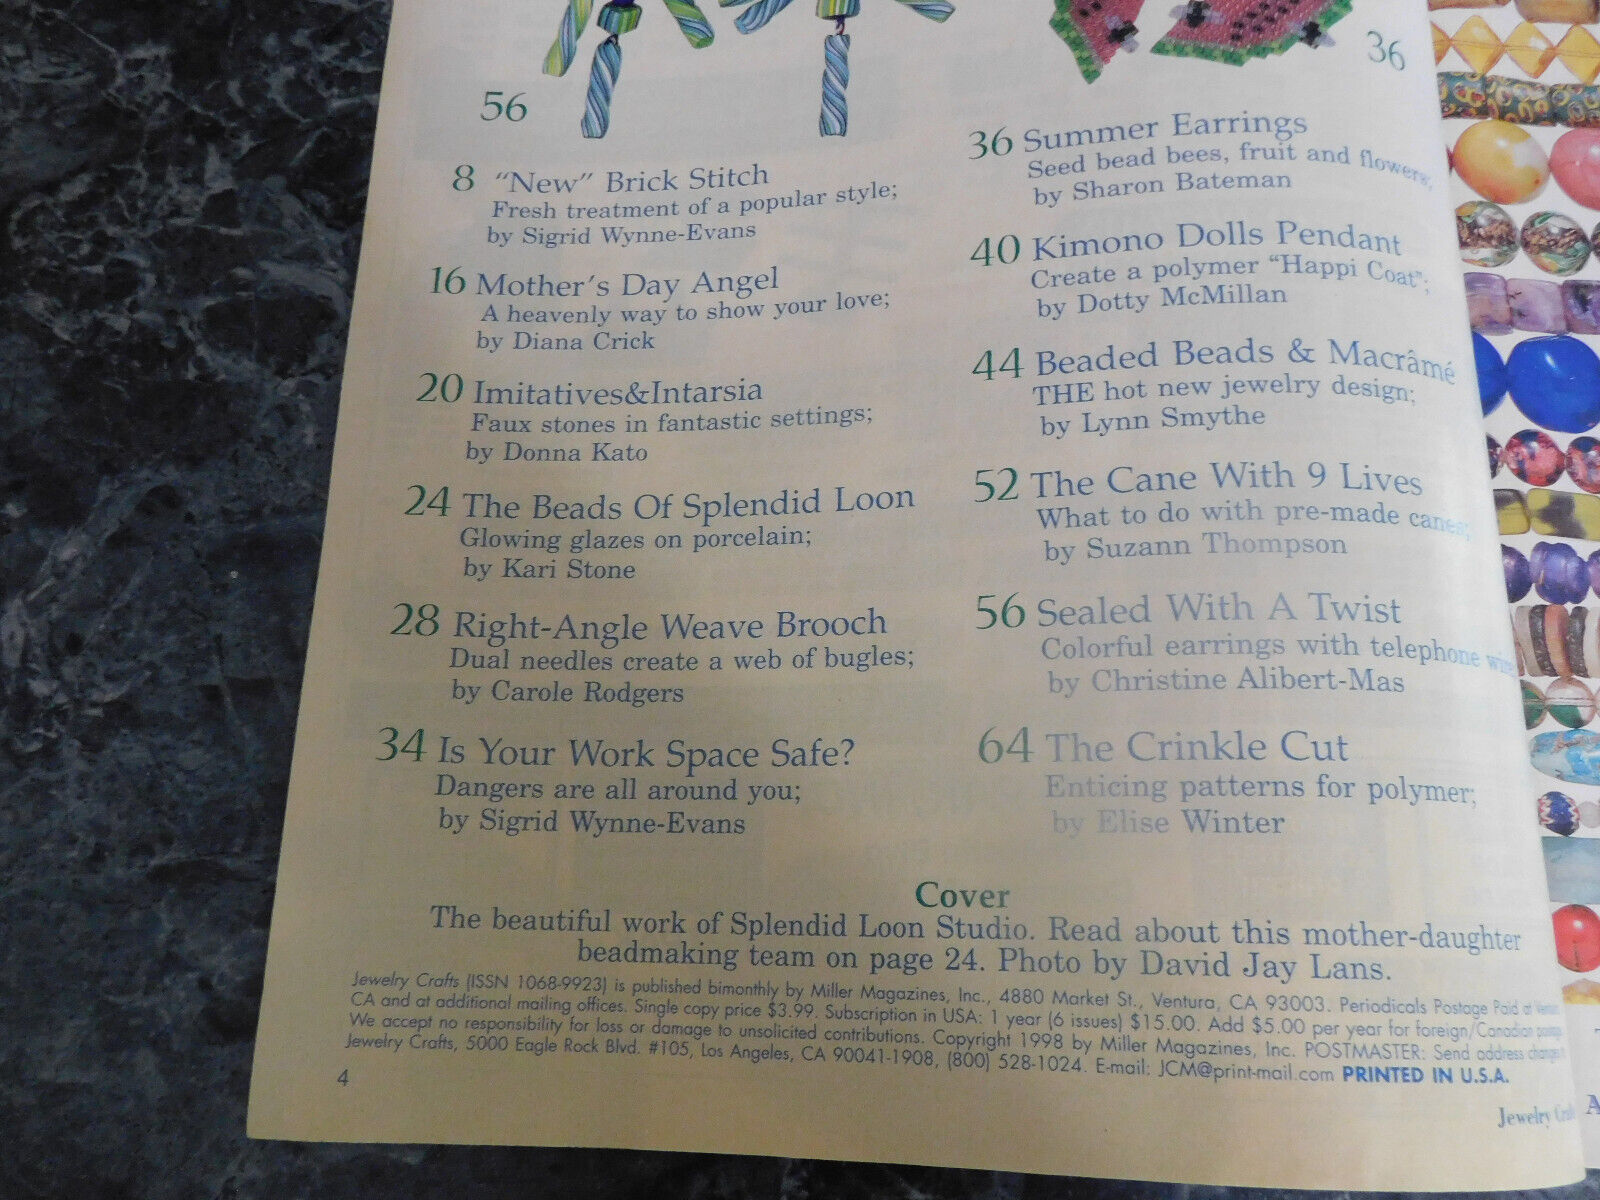 56
36
8 “New” Brick Stitch
Fresh treatment of a popular style;
by Sigrid Wynne-Evans
16 Mother's Day Angel
A heavenly way to show your love;
by Diana Crick
20 Imitatives&Intarsia
Faux stones in fantastic settings;
by Donna Kato
24 The Beads Of Splendid Loon
Glowing glazes on porcelain;
by Kari Stone
28 Right-Angle Weave Brooch
Dual needles create a web of bugles;
by Carole Rodgers
34 Is Your Work Space Safe?
Dangers are all around you;
by Sigrid Wynne-Evans
36 Summer Earrings
Seed bead bees, fruit and flowers;
by Sharon Bateman
40 Kimono Dolls Pendant
Create a polymer “Happi Coat”;
by Dotty McMillan
44 Beaded Beads & Macrâmé
THE hot new jewelry design;
by Lynn Smythe
52 The Cane With 9 Lives
What to do with pre-made canes;
by Suzann Thompson
56 Sealed With A Twist
Colorful earrings with telephone
by Christine Alibert-Mas
64 The Crinkle Cut
Enticing patterns for polymer;
by Elise Winter
Cover
The beautiful work of Splendid Loon Studio. Read about this mother-daughter
beadmaking team on page 24. Photo by David Jay Lans.
Jewelry Crafts (ISSN 1068-9923) is published bimonthly by Miller Magazines, Inc., 4880 Market St., Ventura, CA 93003. Periodicals Postage Paid at
CA and at additional mailing offices. Single copy price $3.99. Subscription in USA: 1 year (6 issues) $15.00. Add $5.00 per year for foreign/Canadian
We accept no responsibility for loss or damage to unsolicited contributions. Copyright 1998 by Miller Magazines, Inc. POSTMASTER: Send address
Jewelry Crafts, 5000 Eagle Rock Blvd. #105, Los Angeles, CA 90041-1908, (800) 528-1024. E-mail: JCM@print-mail.com PRINTED IN U.S.A.
4
Jewelry